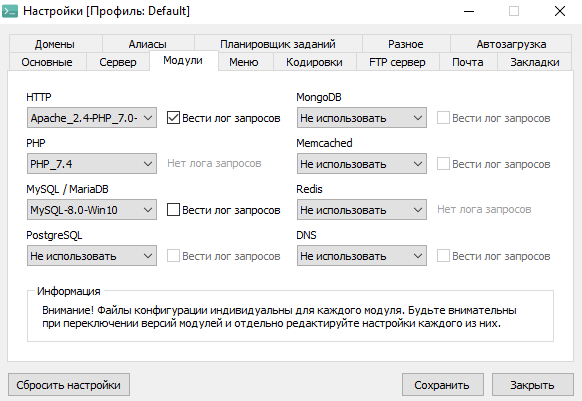 Настройки [Профиль: Default]
Домены Алиасы Планировщик заданий Разное Автозагрузка
Основные Сервер Модули Меню Кодировки FTP сервер Почта Закладки
HTTP MongoDB
Apache_2.4-PHP_7.0- Вести лог запросов Не использовать Вести лог запросов
PHP Memcached
PHP_7.4 Нет лога запросов Не использовать Вести лог запросов
MySQL / MariaDB Redis
MySQL-8.0-Win10 Вести лог запросов Не использовать Нет лога запросов
PostgreSQL DNS
Не использовать Вести лог запросов Не использовать Вести лог запросов
Информация
Внимание! Файлы конфигурации индивидуальны для каждого модуля. Будьте внимательны
при переключении версий модулей и отдельно редактируйте настройки каждого из них.
Сбросить настройки Сохранить Закрыть